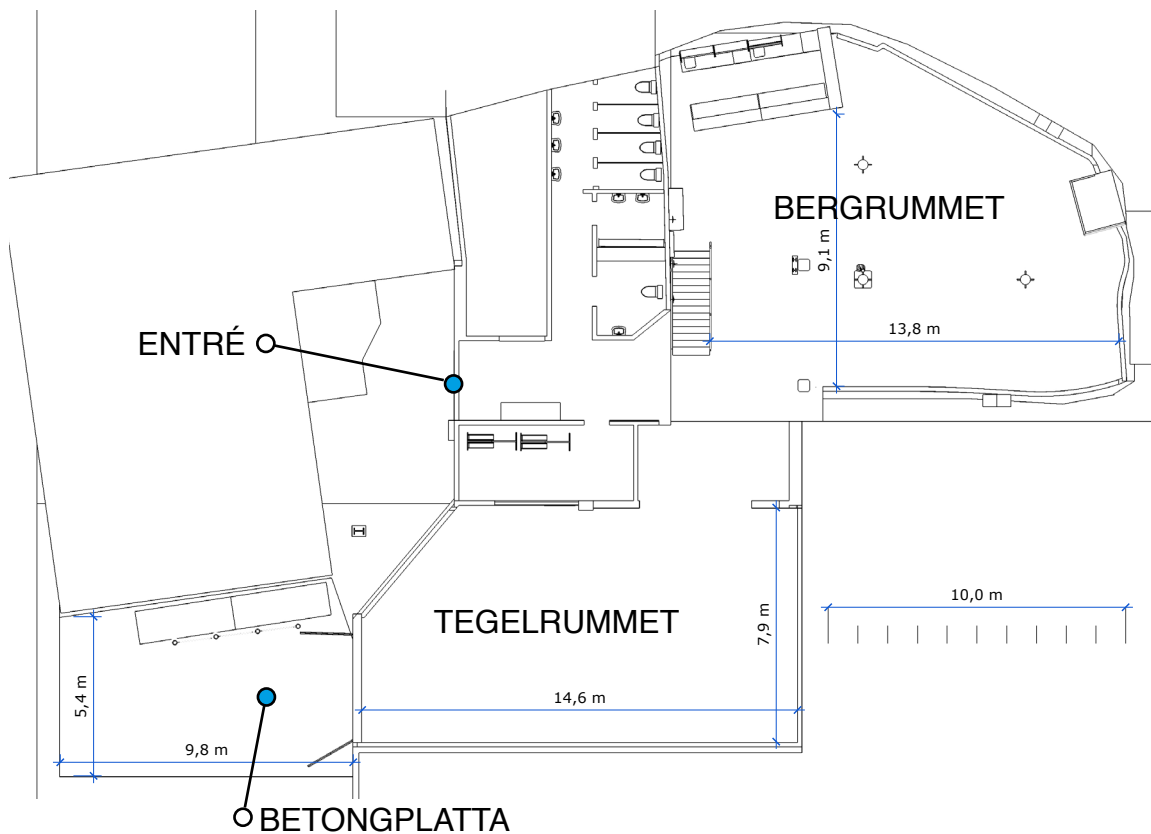 BERGRUMMET
9,1 m
13,8 m
ENTRÉ
10,0 m
TEGELRUMMET
7,9 m
14,6 m
5,4 m
9,8 m
BETONGPLATTA